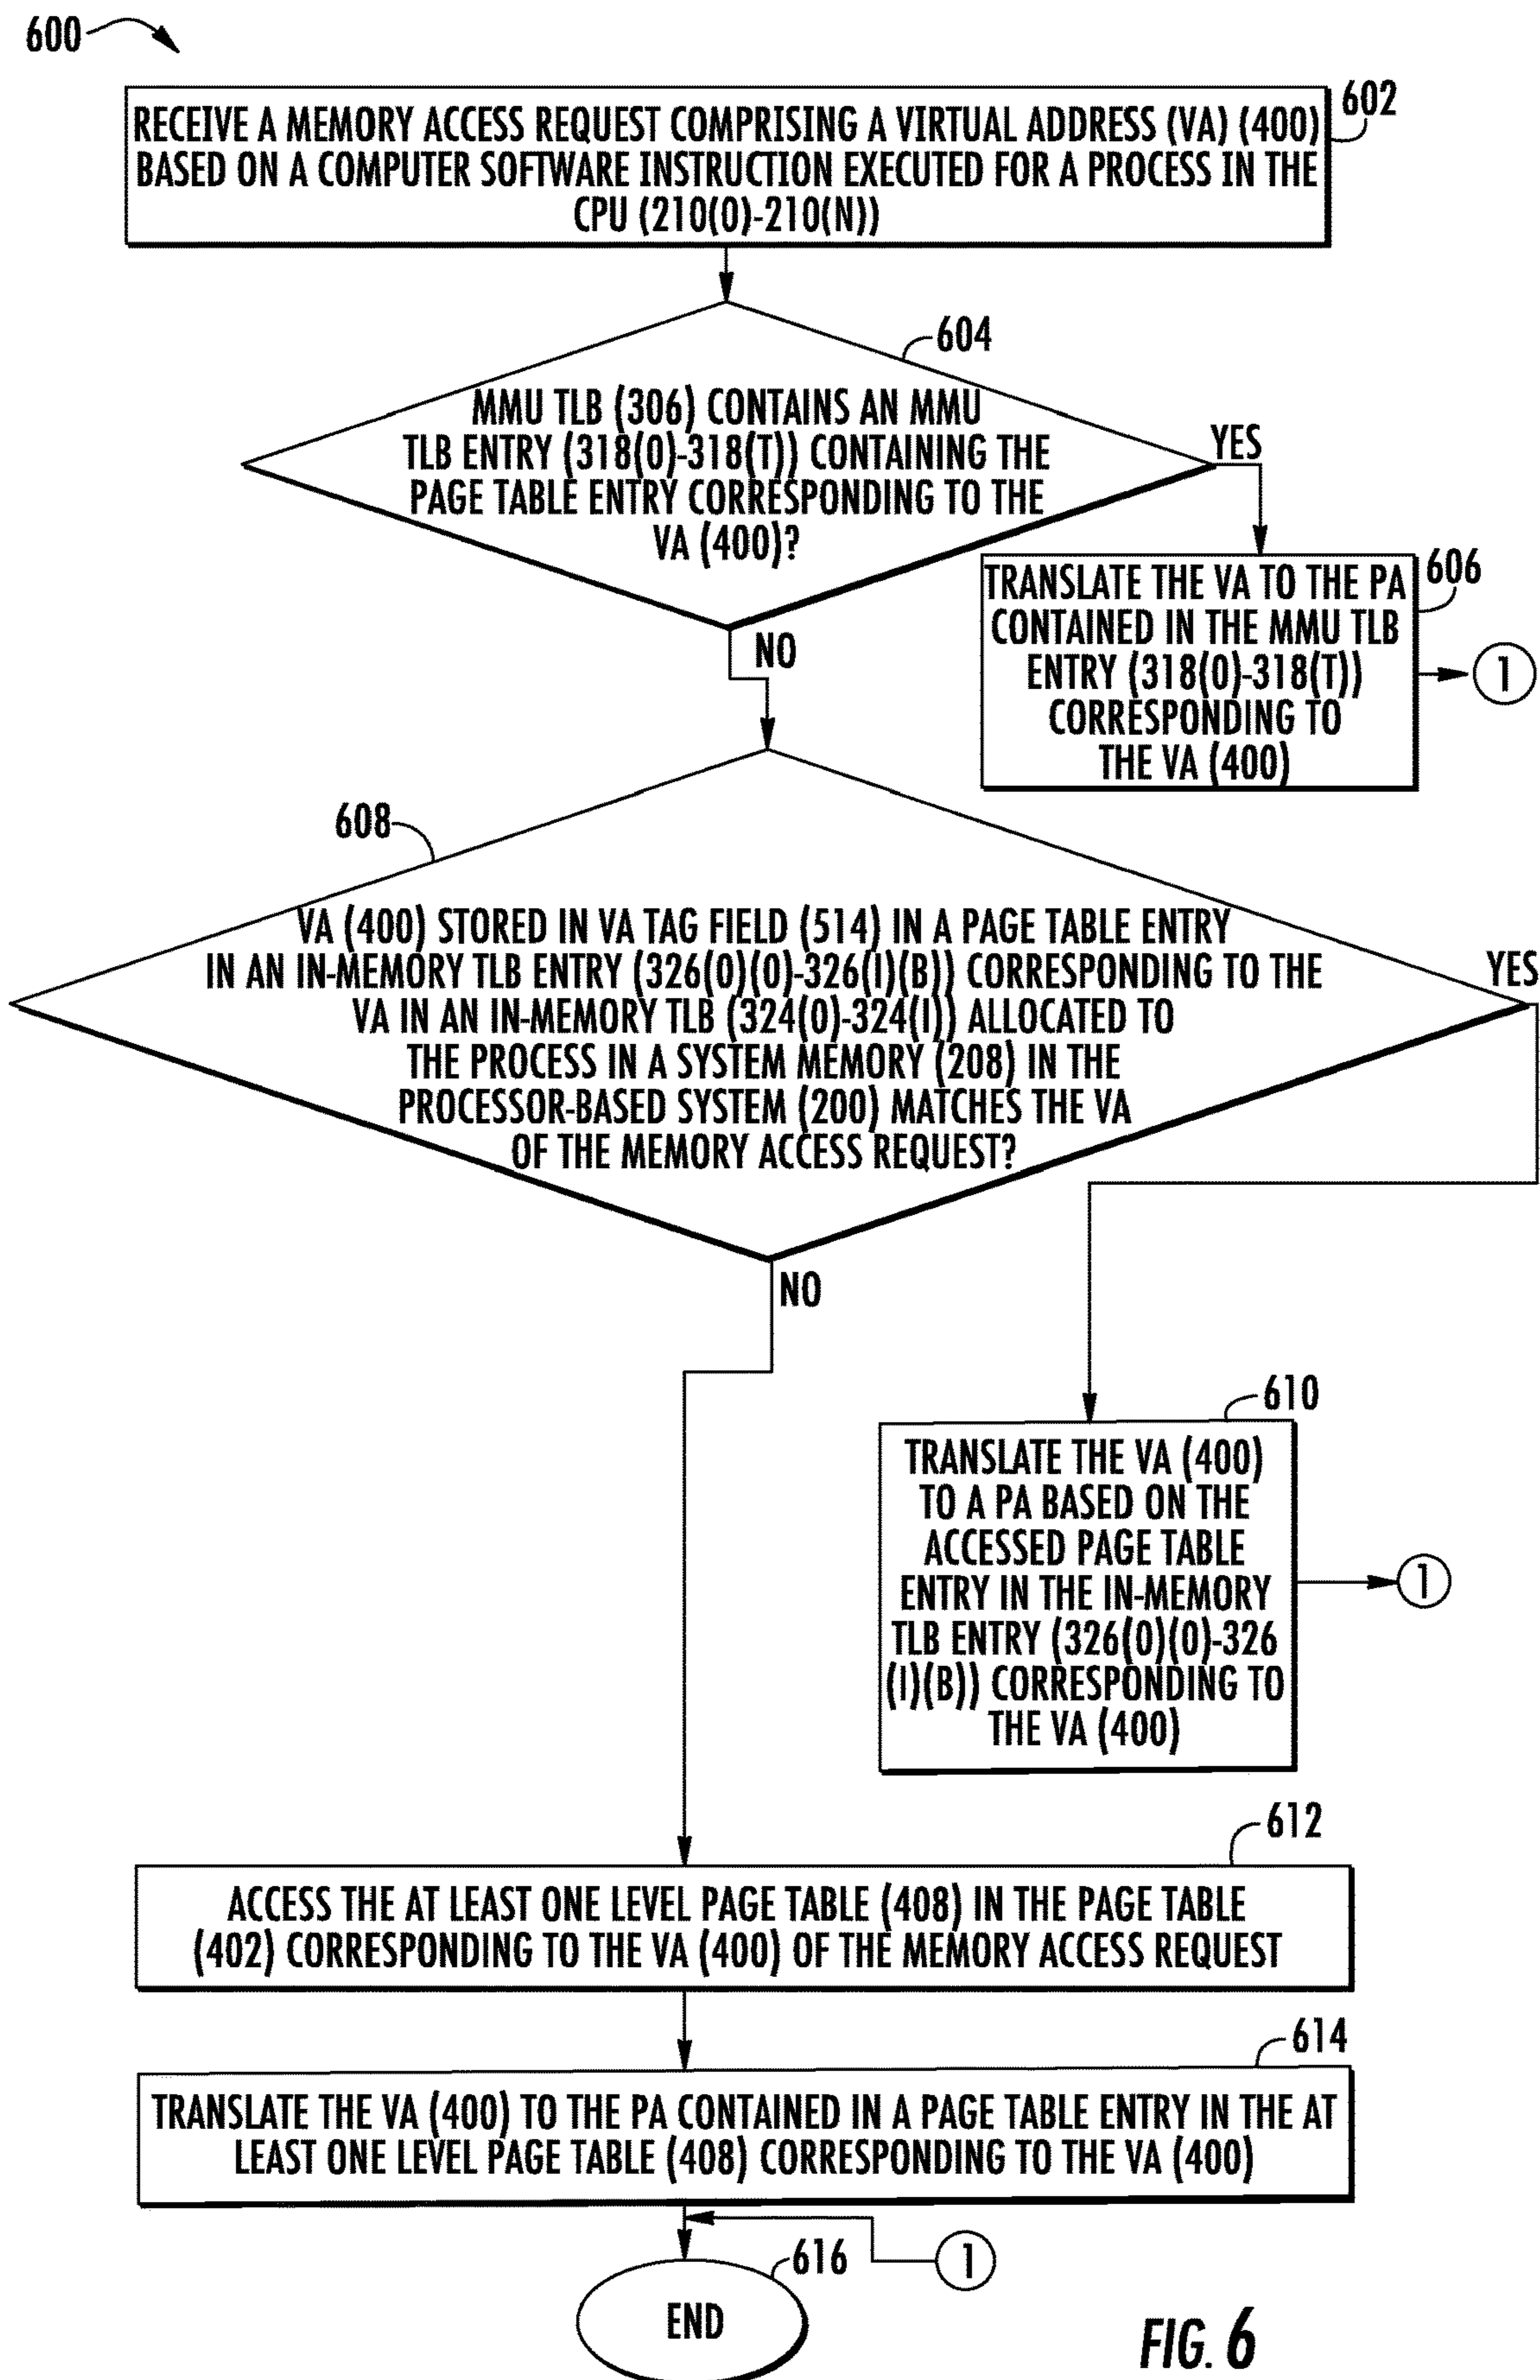 600
602
RECEIVE A MEMORY ACCESS REQUEST COMPRISING A VIRTUAL ADDRESS (VA) (400)
BASED ON A COMPUTER SOFTWARE INSTRUCTION EXECUTED FOR A PROCESS IN THE
CPU (210(0)-210(N))
604
MMU TLB (306) CONTAINS AN MMU
TLB ENTRY (318(0)-318(T)) CONTAINING THE
PAGE TABLE ENTRY CORRESPONDING TO THE
VA (400)?
YES
NO
606
TRANSLATE THE VA TO THE PA
CONTAINED IN THE MMU TLB
ENTRY (318(0)-318(T))
CORRESPONDING TO
THE VA (400)
1
608
VA (400) STORED IN VA TAG FIELD (514) IN A PAGE TABLE ENTRY
IN AN IN-MEMORY TLB ENTRY (326(0)(0)-326(I)(B)) CORRESPONDING TO THE
VA IN AN IN-MEMORY TLB (324(0)-324(I)) ALLOCATED TO
THE PROCESS IN A SYSTEM MEMORY (208) IN THE
PROCESSOR-BASED SYSTEM (200) MATCHES THE VA
OF THE MEMORY ACCESS REQUEST?
YES
NO
610
TRANSLATE THE VA (400)
TO A PA BASED ON THE
ACCESSED PAGE TABLE
ENTRY IN THE IN-MEMORY
TLB ENTRY (326(0)(0)-326
(I)(B)) CORRESPONDING TO
THE VA (400)
1
612
ACCESS THE AT LEAST ONE LEVEL PAGE TABLE (408) IN THE PAGE TABLE
(402) CORRESPONDING TO THE VA (400) OF THE MEMORY ACCESS REQUEST
614
TRANSLATE THE VA (400) TO THE PA CONTAINED IN A PAGE TABLE ENTRY IN THE AT
LEAST ONE LEVEL PAGE TABLE (408) CORRESPONDING TO THE VA (400)
616
1
END
FIG. 6